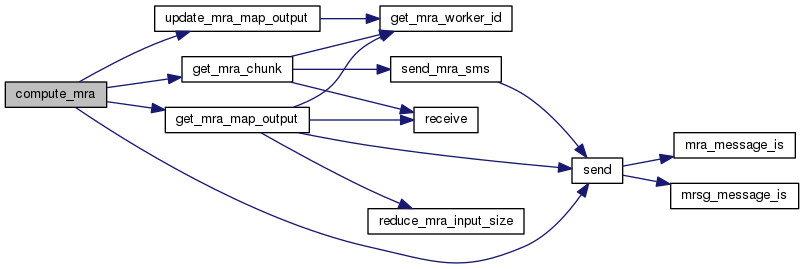 update_mra_map_output
get_mra_worker_id
get_mra_chunk
send_mra_sms
compute_mra
get_mra_map_output
receive
mra_message_is
send
mrsg_message_is
reduce_mra_input_size